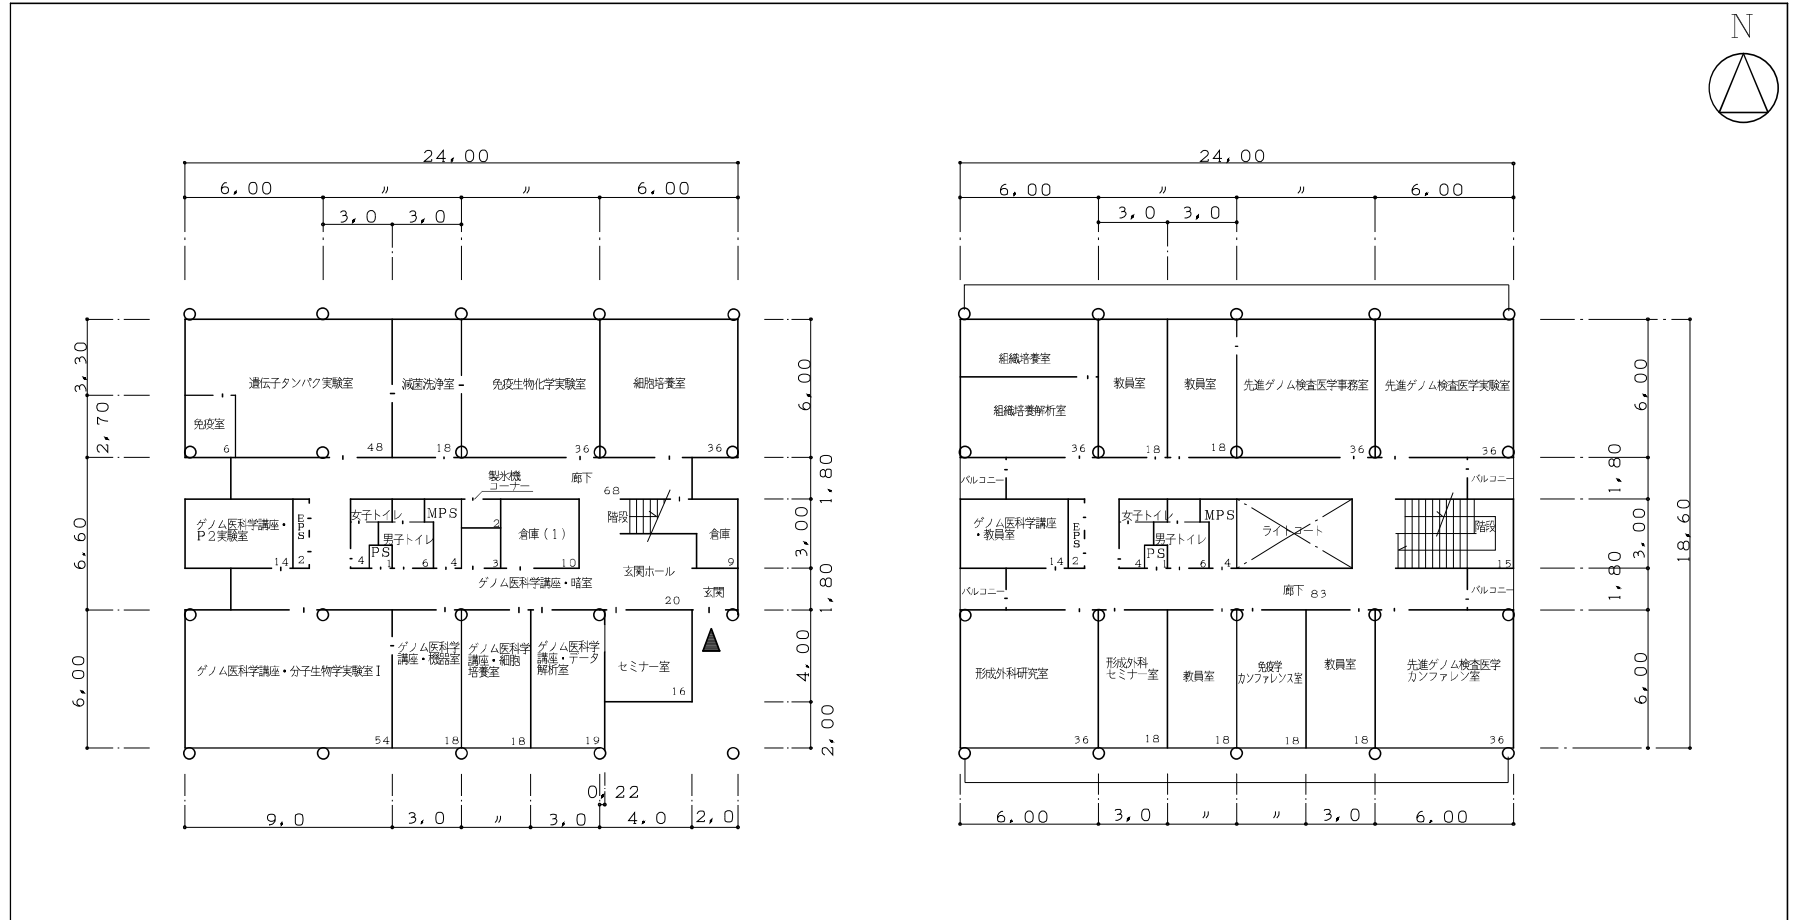 N
24,00
6,00
〃
〃
6,00
3,0
3,0
3,30
2,70
6,60
6,00
6,00
1,80
3,00
1,80
4,00
2,00
遺伝子タンパク実験室
48
免疫室
6
滅菌洗浄室
18
免疫生物化学実験室
36
細胞培養室
36
製氷機
コーナー
廊下
68
ゲノム医科学講座・
P2実験室
14
EPS
2
女子トイレ
4
男子トイレ
6
PS
1
MPS
4
2
3
倉庫(1)
10
階段
倉庫
9
ゲノム医科学講座・暗室
玄関ホール
20
玄関
ゲノム医科学講座・分子生物学実験室I
54
ゲノム医科学
講座・機器室
18
ゲノム医科学
講座・細胞
培養室
18
ゲノム医科学
講座・データ
解析室
19
セミナー室
16
0,22
9,0
3,0
〃
3,0
4,0
2,0
24,00
6,00
〃
〃
6,00
3,0
3,0
組織培養室
組織培養解析室
36
教員室
18
教員室
18
先進ゲノム検査医学事務室
36
先進ゲノム検査医学実験室
36
バルコニー
バルコニー
ゲノム医科学講座
・教員室
14
EPS
2
女子トイレ
4
男子トイレ
6
PS
1
MPS
4
ライトコート
階段
15
バルコニー
廊下 83
バルコニー
形成外科研究室
36
形成外科
セミナー室
18
教員室
18
免疫学
カンファレンス室
18
教員室
18
先進ゲノム検査医学
カンファレン室
36
6,00
1,80
3,00
1,80
6,00
18,60
6,00
3,0
〃
〃
3,0
6,00